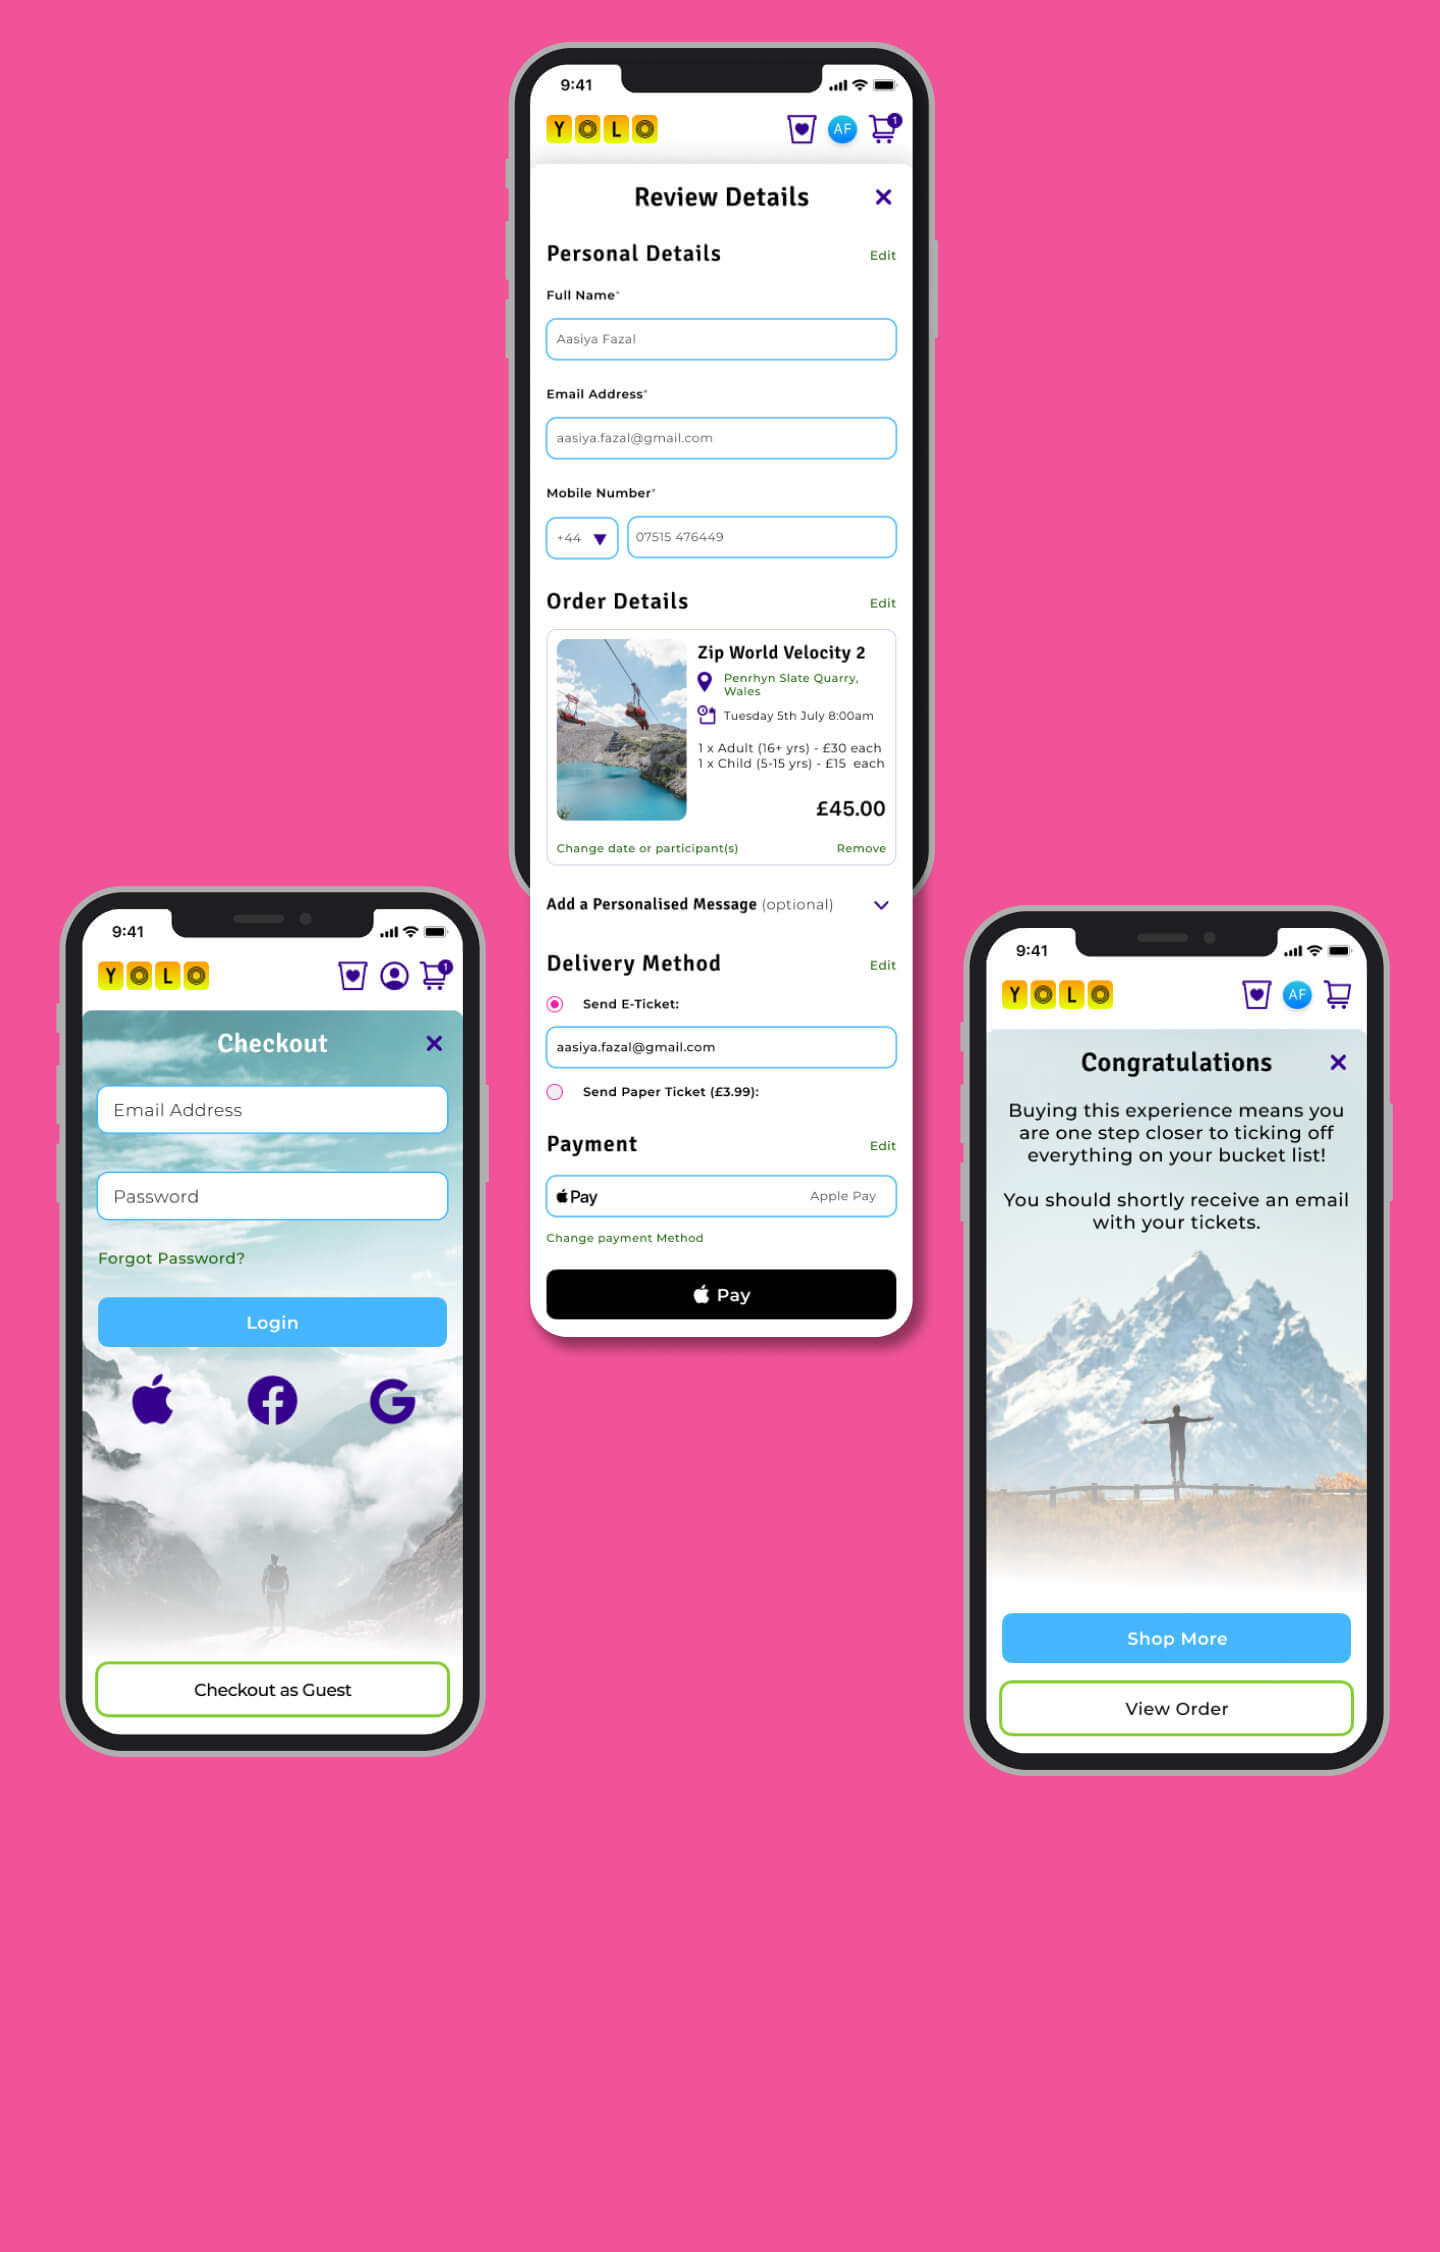 9:41
YOLO
AF
1
Review Details
Personal Details
Edit
Full Name*
Aasiya Fazal
Email Address*
aasiya.fazal@gmail.com
Mobile Number*
+44
07515 476449
Order Details
Edit
Zip World Velocity 2
Penrhyn Slate Quarry,
Wales
Tuesday 5th July 8:00am
1 x Adult (16+ yrs) - £30 each
1 x Child (5-15 yrs) - £15 each
£45.00
Change date or participant(s)
Remove
Add a Personalised Message (optional)
Delivery Method
Edit
Send E-Ticket:
aasiya.fazal@gmail.com
Send Paper Ticket (£3.99):
Payment
Edit
Pay
Apple Pay
Change payment Method
Pay
9:41
YOLO
1
Checkout
Email Address
Password
Forgot Password?
Login
Checkout as Guest
9:41
YOLO
AF
Congratulations
Buying this experience means you
are one step closer to ticking off
everything on your bucket list!
You should shortly receive an email
with your tickets.
Shop More
View Order